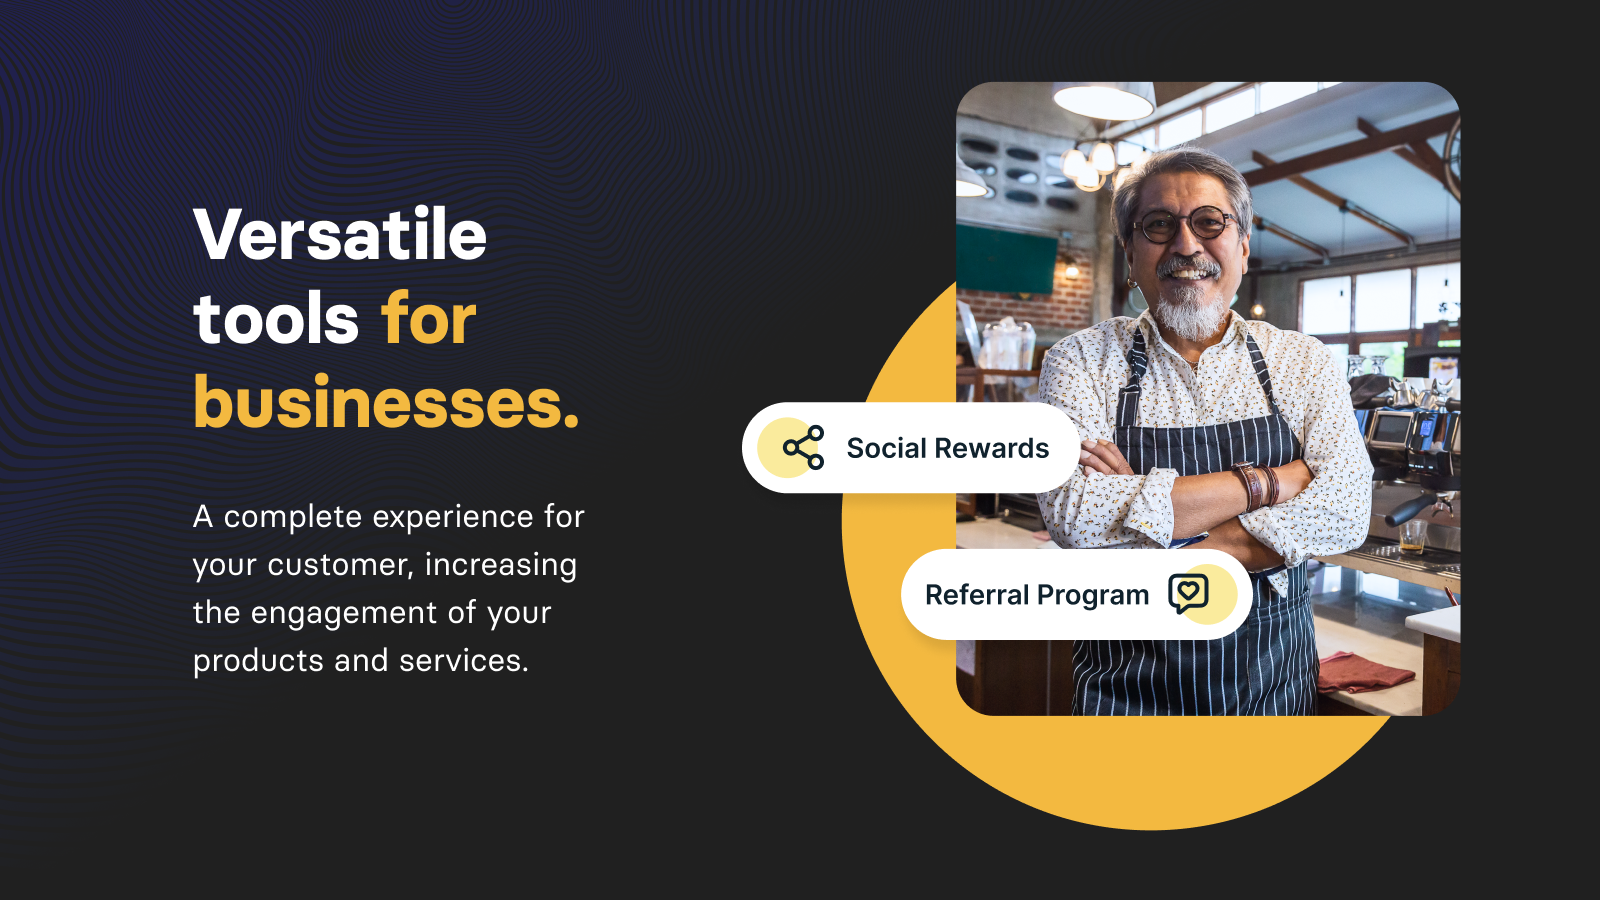 Versatile
tools for
businesses.
A complete experience for
your customer, increasing
the engagement of your
products and services.
Social Rewards
Referral Program